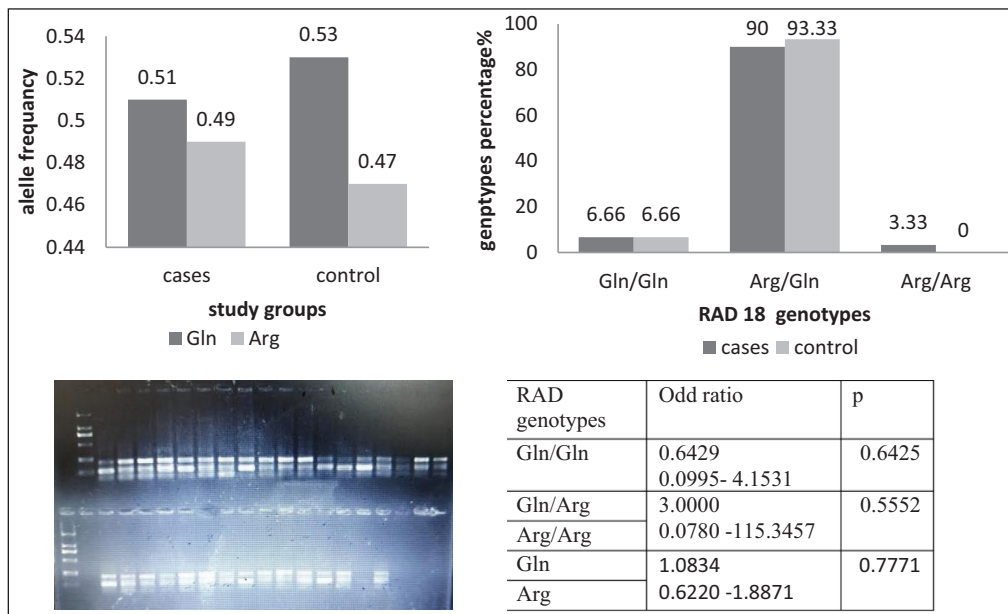 0.54
0.52
0.5
0.48
0.46
0.44
alelle frequancy
0.51
0.49
0.53
0.47
cases control
study groups
Gln Arg
100
80
60
40
20
0
genptypes percentage%
6.66 6.66
90 93.33
3.33 0
Gln/Gln Arg/Gln Arg/Arg
RAD 18 genotypes
cases control
RAD Odd ratio p
genotypes
Gln/Gln 0.6429 0.6425
0.0995- 4.1531
Gln/Arg 3.0000 0.5552
Arg/Arg 0.0780 -115.3457
Gln 1.0834 0.7771
Arg 0.6220 -1.8871